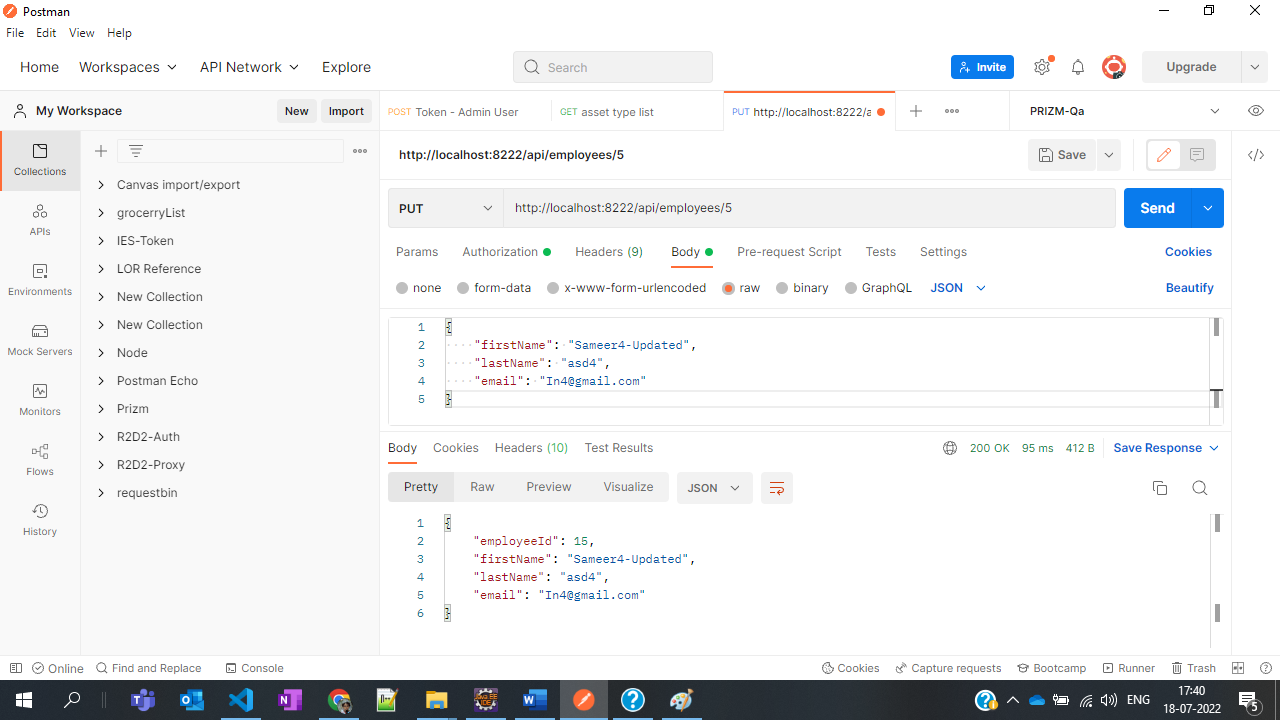 Postman
File Edit View Help
Home Workspaces API Network Explore Search Invite Upgrade
My Workspace New Import
POST Token - Admin User GET asset type list PUT http://localhost:8222/a PRIZM-Qa
Collections
APIs
Environments
Mock Servers
Monitors
Flows
History
Canvas import/export
grocerryList
IES-Token
LOR Reference
New Collection
New Collection
Node
Postman Echo
Prizm
R2D2-Auth
R2D2-Proxy
requestbin
http://localhost:8222/api/employees/5 Save
PUT http://localhost:8222/api/employees/5 Send
Params Authorization Headers (9) Body Pre-request Script Tests Settings Cookies
none form-data x-www-form-urlencoded raw binary GraphQL JSON Beautify
1 {
2 "firstName": "Sameer4-Updated",
3 "lastName": "asd4",
4 "email": "In4@gmail.com"
5 }
Body Cookies Headers (10) Test Results 200 OK 95 ms 412 B Save Response
Pretty Raw Preview Visualize JSON
1 {
2 "employeeId": 15,
3 "firstName": "Sameer4-Updated",
4 "lastName": "asd4",
5 "email": "In4@gmail.com"
6 }
Online Find and Replace Console Cookies Capture requests Bootcamp Runner Trash
ENG 17:40
18-07-2022 5